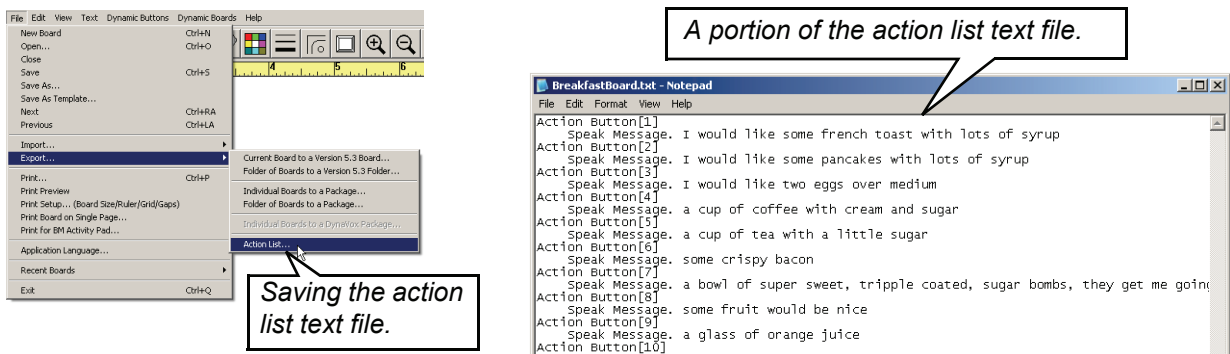 File Edit View Text Dynamic Buttons Dynamic Boards Help
New Board Ctrl+N
Open... Ctrl+O
Close
Save Ctrl+S
Save As...
Save As Template...
Next Ctrl+RA
Previous Ctrl+LA
Import...
Export...
Print... Ctrl+P
Print Preview
Print Setup... (Board Size/Ruler/Grid/Gaps)
Print Board on Single Page...
Print for BM Activity Pad...
Application Language...
Recent Boards
Exit Ctrl+Q
4 5 6
Current Board to a Version 5.3 Board...
Folder of Boards to a Version 5.3 Folder...
Individual Boards to a Package...
Folder of Boards to a Package...
Individual Boards to a DynaVox Package...
Action List...
Saving the action
list text file.
A portion of the action list text file.
BreakfastBoard.txt - Notepad
File Edit Format View Help
Action Button[1]
Speak Message. I would like some french toast with lots of syrup
Action Button[2]
Speak Message. I would like some pancakes with lots of syrup
Action Button[3]
Speak Message. I would like two eggs over medium
Action Button[4]
Speak Message. a cup of coffee with cream and sugar
Action Button[5]
Speak Message. a cup of tea with a little sugar
Action Button[6]
Speak Message. some crispy bacon
Action Button[7]
Speak Message. a bowl of super sweet, tripple coated, sugar bombs, they get me going
Action Button[8]
Speak Message. some fruit would be nice
Action Button[9]
Speak Message. a glass of orange juice
Action Button[10]